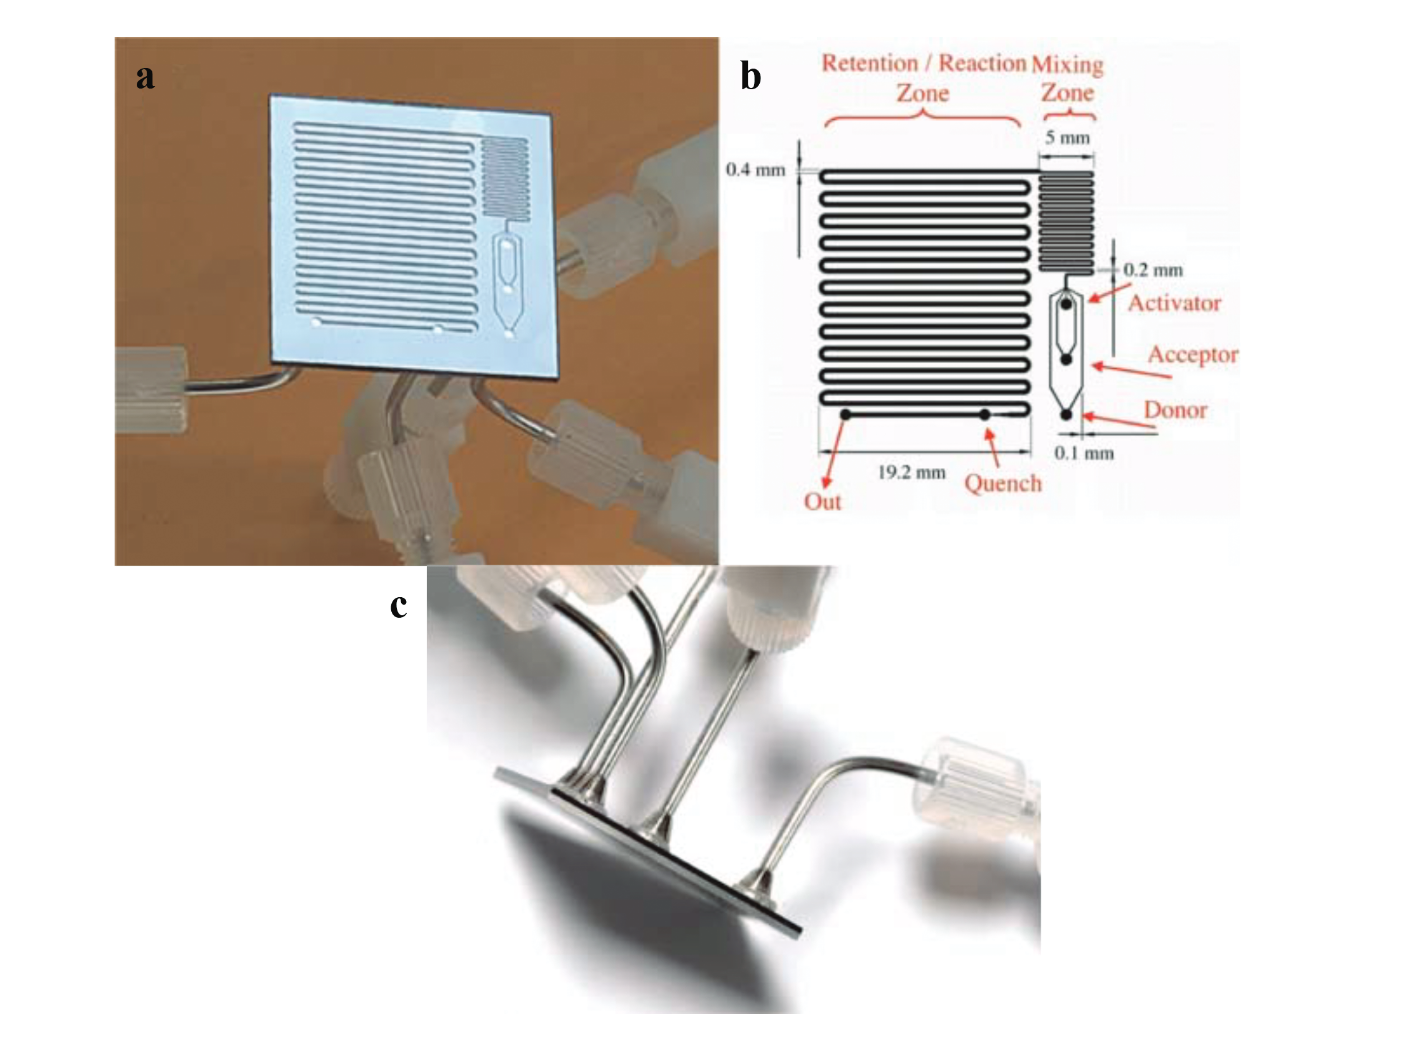 a
b
Retention / Reaction Mixing
Zone Zone
5 mm
0.4 mm
0.2 mm
Activator
Acceptor
Donor
0.1 mm
19.2 mm
Quench
Out
c